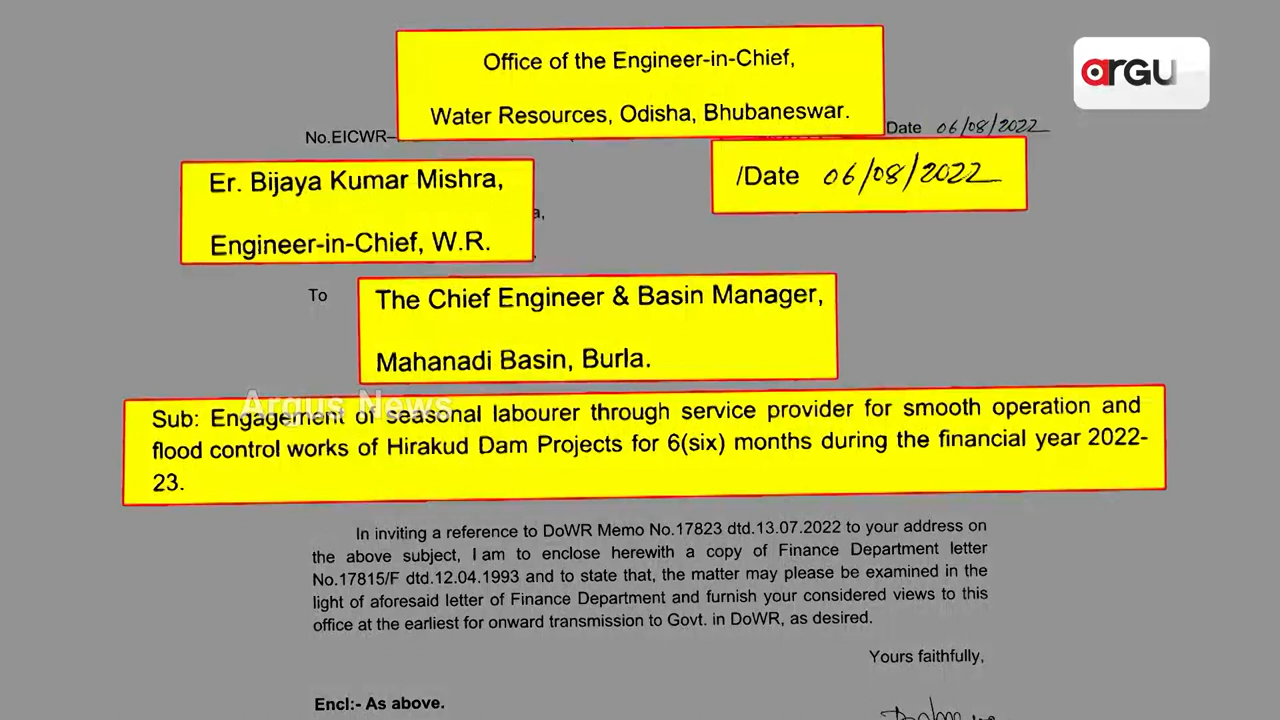 Office of the Engineer-in-Chief,
Water Resources, Odisha, Bhubaneswar.
ARGU
No.EICWR–
Date 06/08/2022
/Date 06/08/2022
Er. Bijaya Kumar Mishra,
a,
Engineer-in-Chief, W.R.
To
The Chief Engineer & Basin Manager,
Mahanadi Basin, Burla.
Argus News
Sub: Engagement of seasonal labourer through service provider for smooth operation and
flood control works of Hirakud Dam Projects for 6(six) months during the financial year 2022-
23.
In inviting a reference to DoWR Memo No.17823 dtd.13.07.2022 to your address on
the above subject, I am to enclose herewith a copy of Finance Department letter
No.17815/F dtd.12.04.1993 and to state that, the matter may please be examined in the
light of aforesaid letter of Finance Department and furnish your considered views to this
office at the earliest for onward transmission to Govt. in DoWR, as desired.
Yours faithfully,
Encl:- As above.